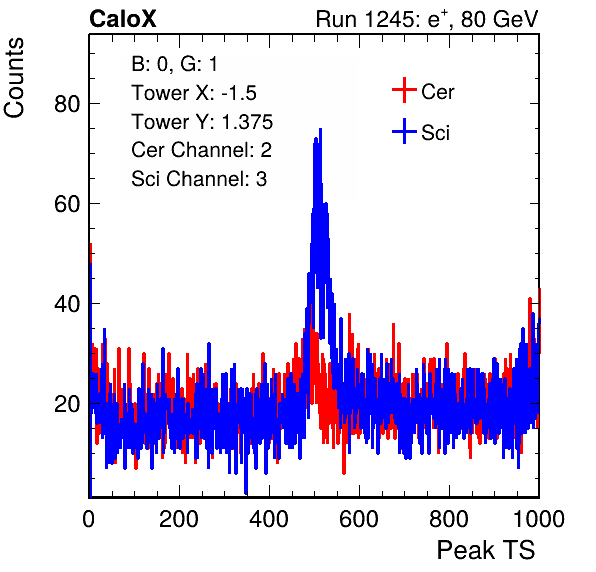 CaloX Run 1245: e⁺, 80 GeV
Counts
B: 0, G: 1
Tower X: -1.5
Tower Y: 1.375
Cer Channel: 2
Sci Channel: 3
Cer
Sci
80
60
40
20
0 200 400 600 800 1000
Peak TS